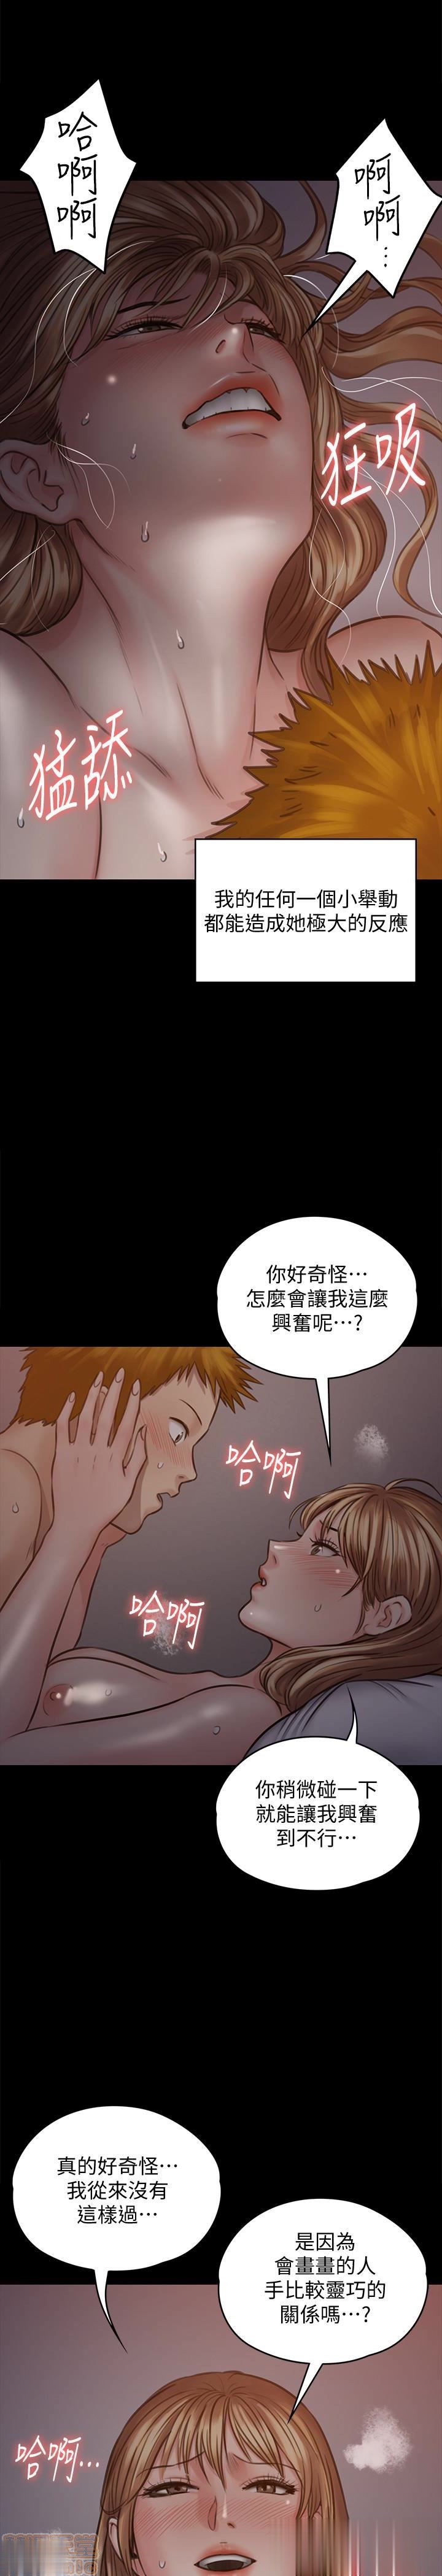 哈啊啊
啊啊…
狂吸
猛舔
我的任何一個小舉動
都能造成她極大的反應
你好奇怪…
怎麼會讓我這麼
興奮呢…?
哈啊
哈啊
你稍微碰一下
就能讓我興奮
到不行…
真的好奇怪…
我從來沒有
這樣過…
是因為
會畫畫的人
手比較靈巧的
關係嗎…?
哈啊…